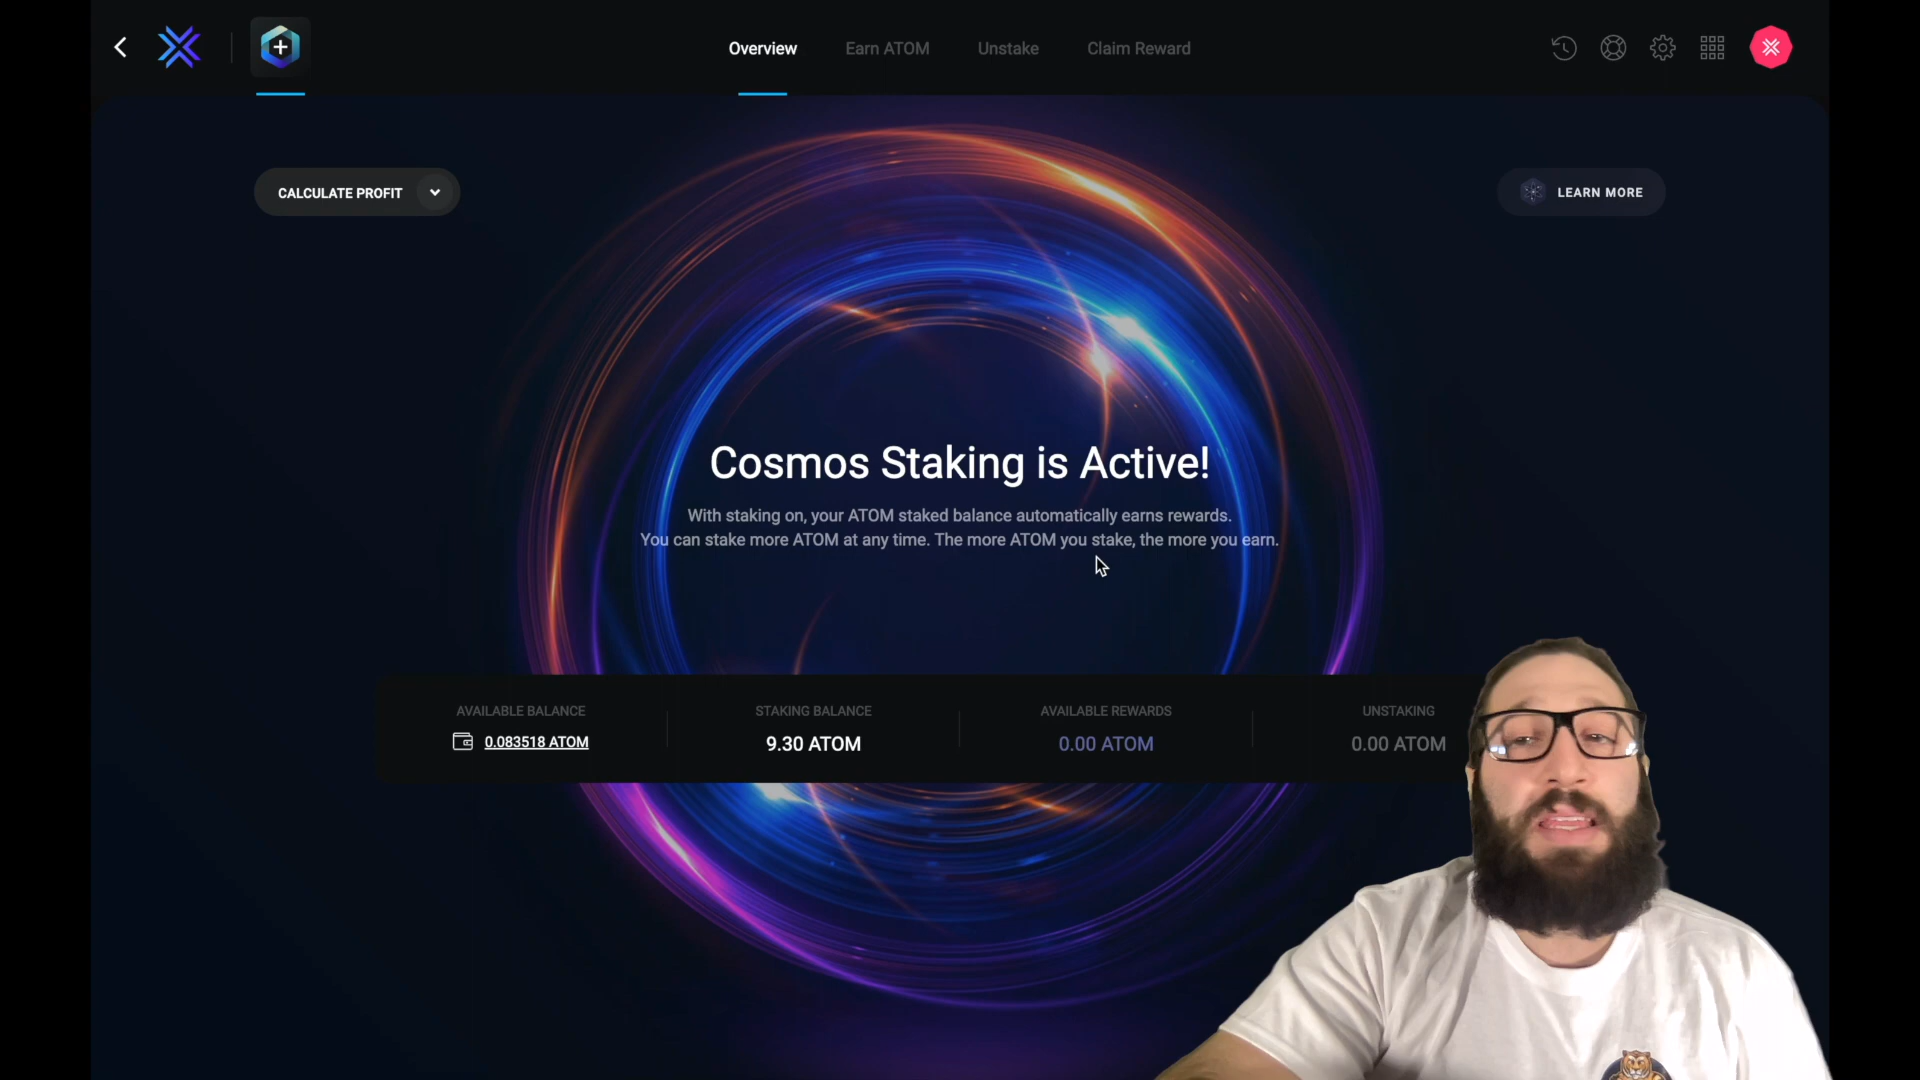 Overview
Earn ATOM
Unstake
Claim Reward
CALCULATE PROFIT
LEARN MORE
Cosmos Staking is Active!
With staking on, your ATOM staked balance automatically earns rewards.
You can stake more ATOM at any time. The more ATOM you stake, the more you earn.
AVAILABLE BALANCE
0.083518 ATOM
STAKING BALANCE
9.30 ATOM
AVAILABLE REWARDS
0.00 ATOM
UNSTAKING
0.00 ATOM